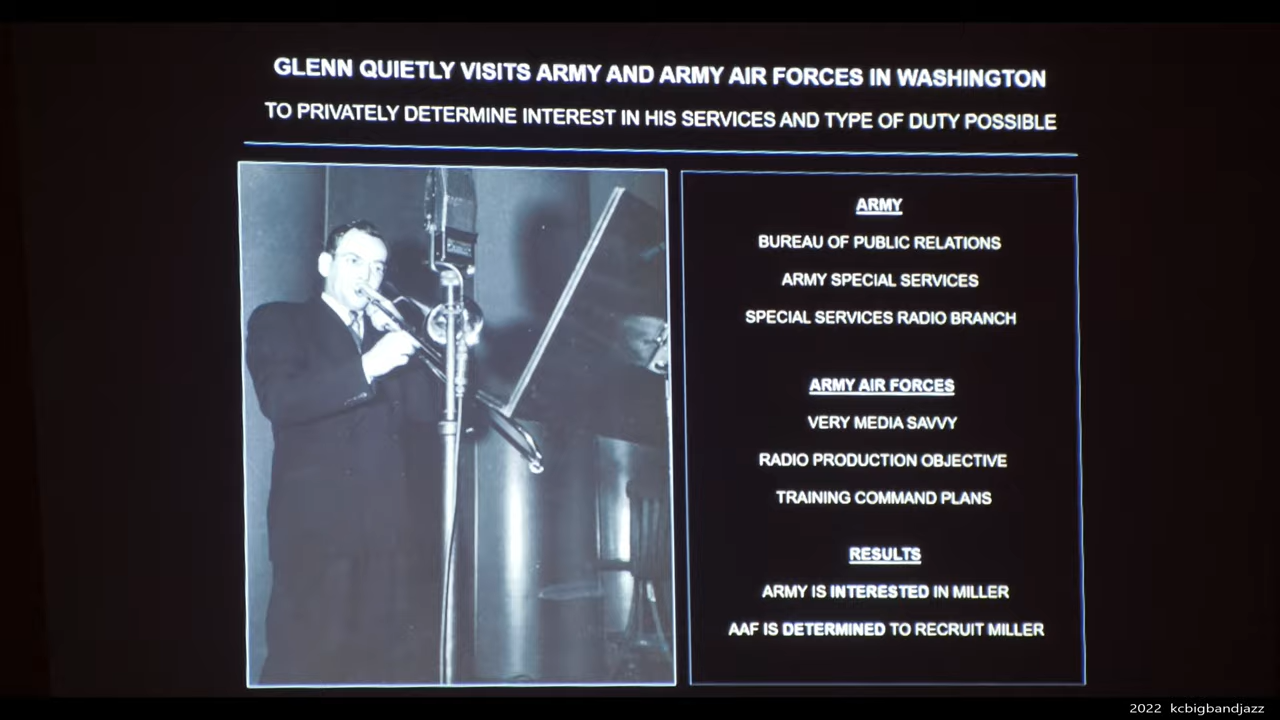 GLENN QUIETLY VISITS ARMY AND ARMY AIR FORCES IN WASHINGTON
TO PRIVATELY DETERMINE INTEREST IN HIS SERVICES AND TYPE OF DUTY POSSIBLE
ARMY
BUREAU OF PUBLIC RELATIONS
ARMY SPECIAL SERVICES
SPECIAL SERVICES RADIO BRANCH
ARMY AIR FORCES
VERY MEDIA SAVVY
RADIO PRODUCTION OBJECTIVE
TRAINING COMMAND PLANS
RESULTS
ARMY IS INTERESTED IN MILLER
AAF IS DETERMINED TO RECRUIT MILLER
2022 kcbigbandjazz